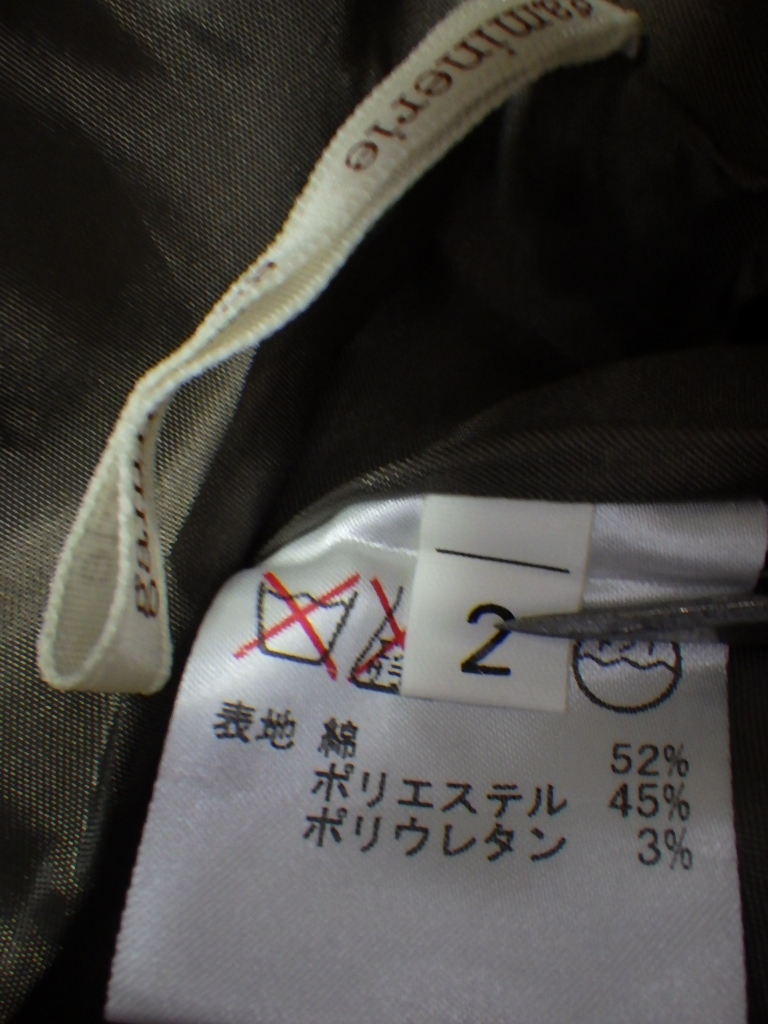 gaminerie
2
表地 綿 52%
ポリエステル 45%
ポリウレタン 3%